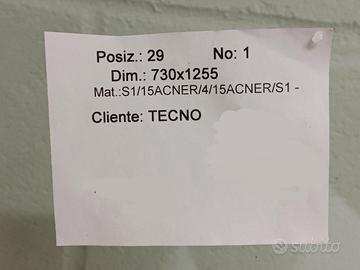 Posiz.: 29 No: 1
Dim.: 730x1255
Mat.:S1/15ACNER/4/15ACNER/S1 -
Cliente: TECNO
subito